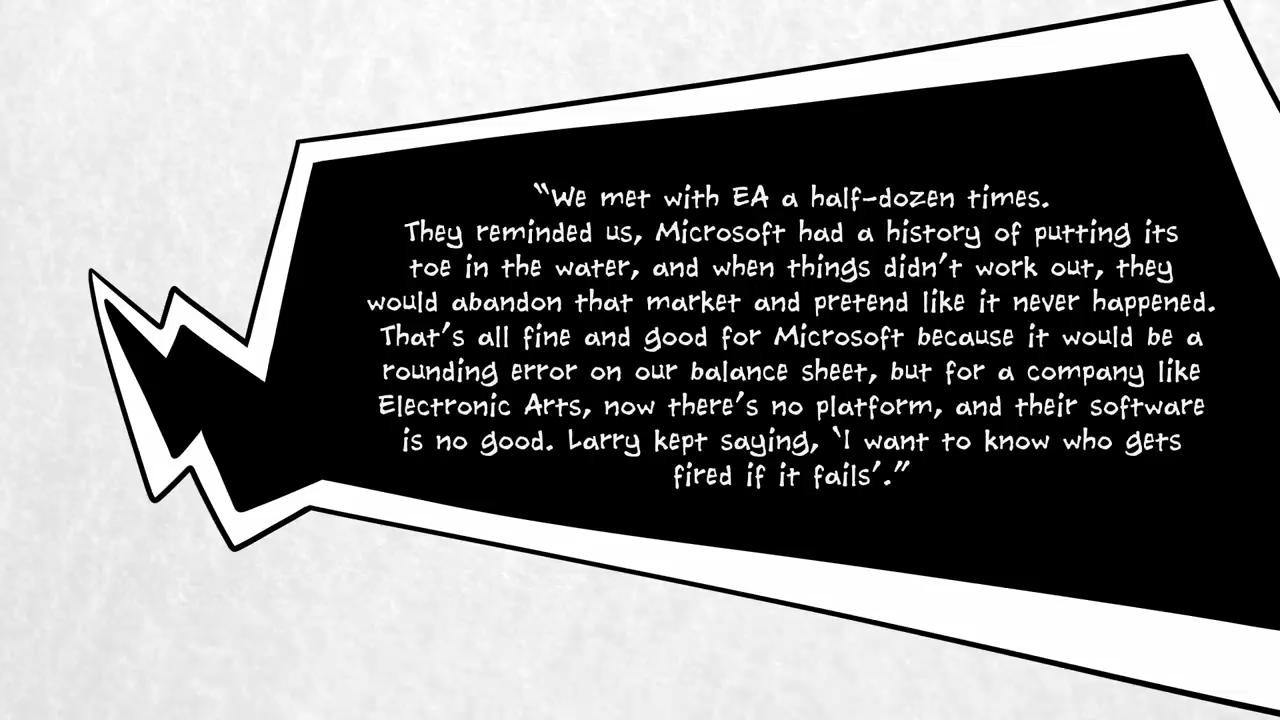 “We met with EA a half-dozen times.
They reminded us, Microsoft had a history of putting its
toe in the water, and when things didn’t work out, they
would abandon that market and pretend like it never happened.
That’s all fine and good for Microsoft because it would be a
rounding error on our balance sheet, but for a company like
Electronic Arts, now there’s no platform, and their software
is no good. Larry kept saying, ‘I want to know who gets
fired if it fails’.”